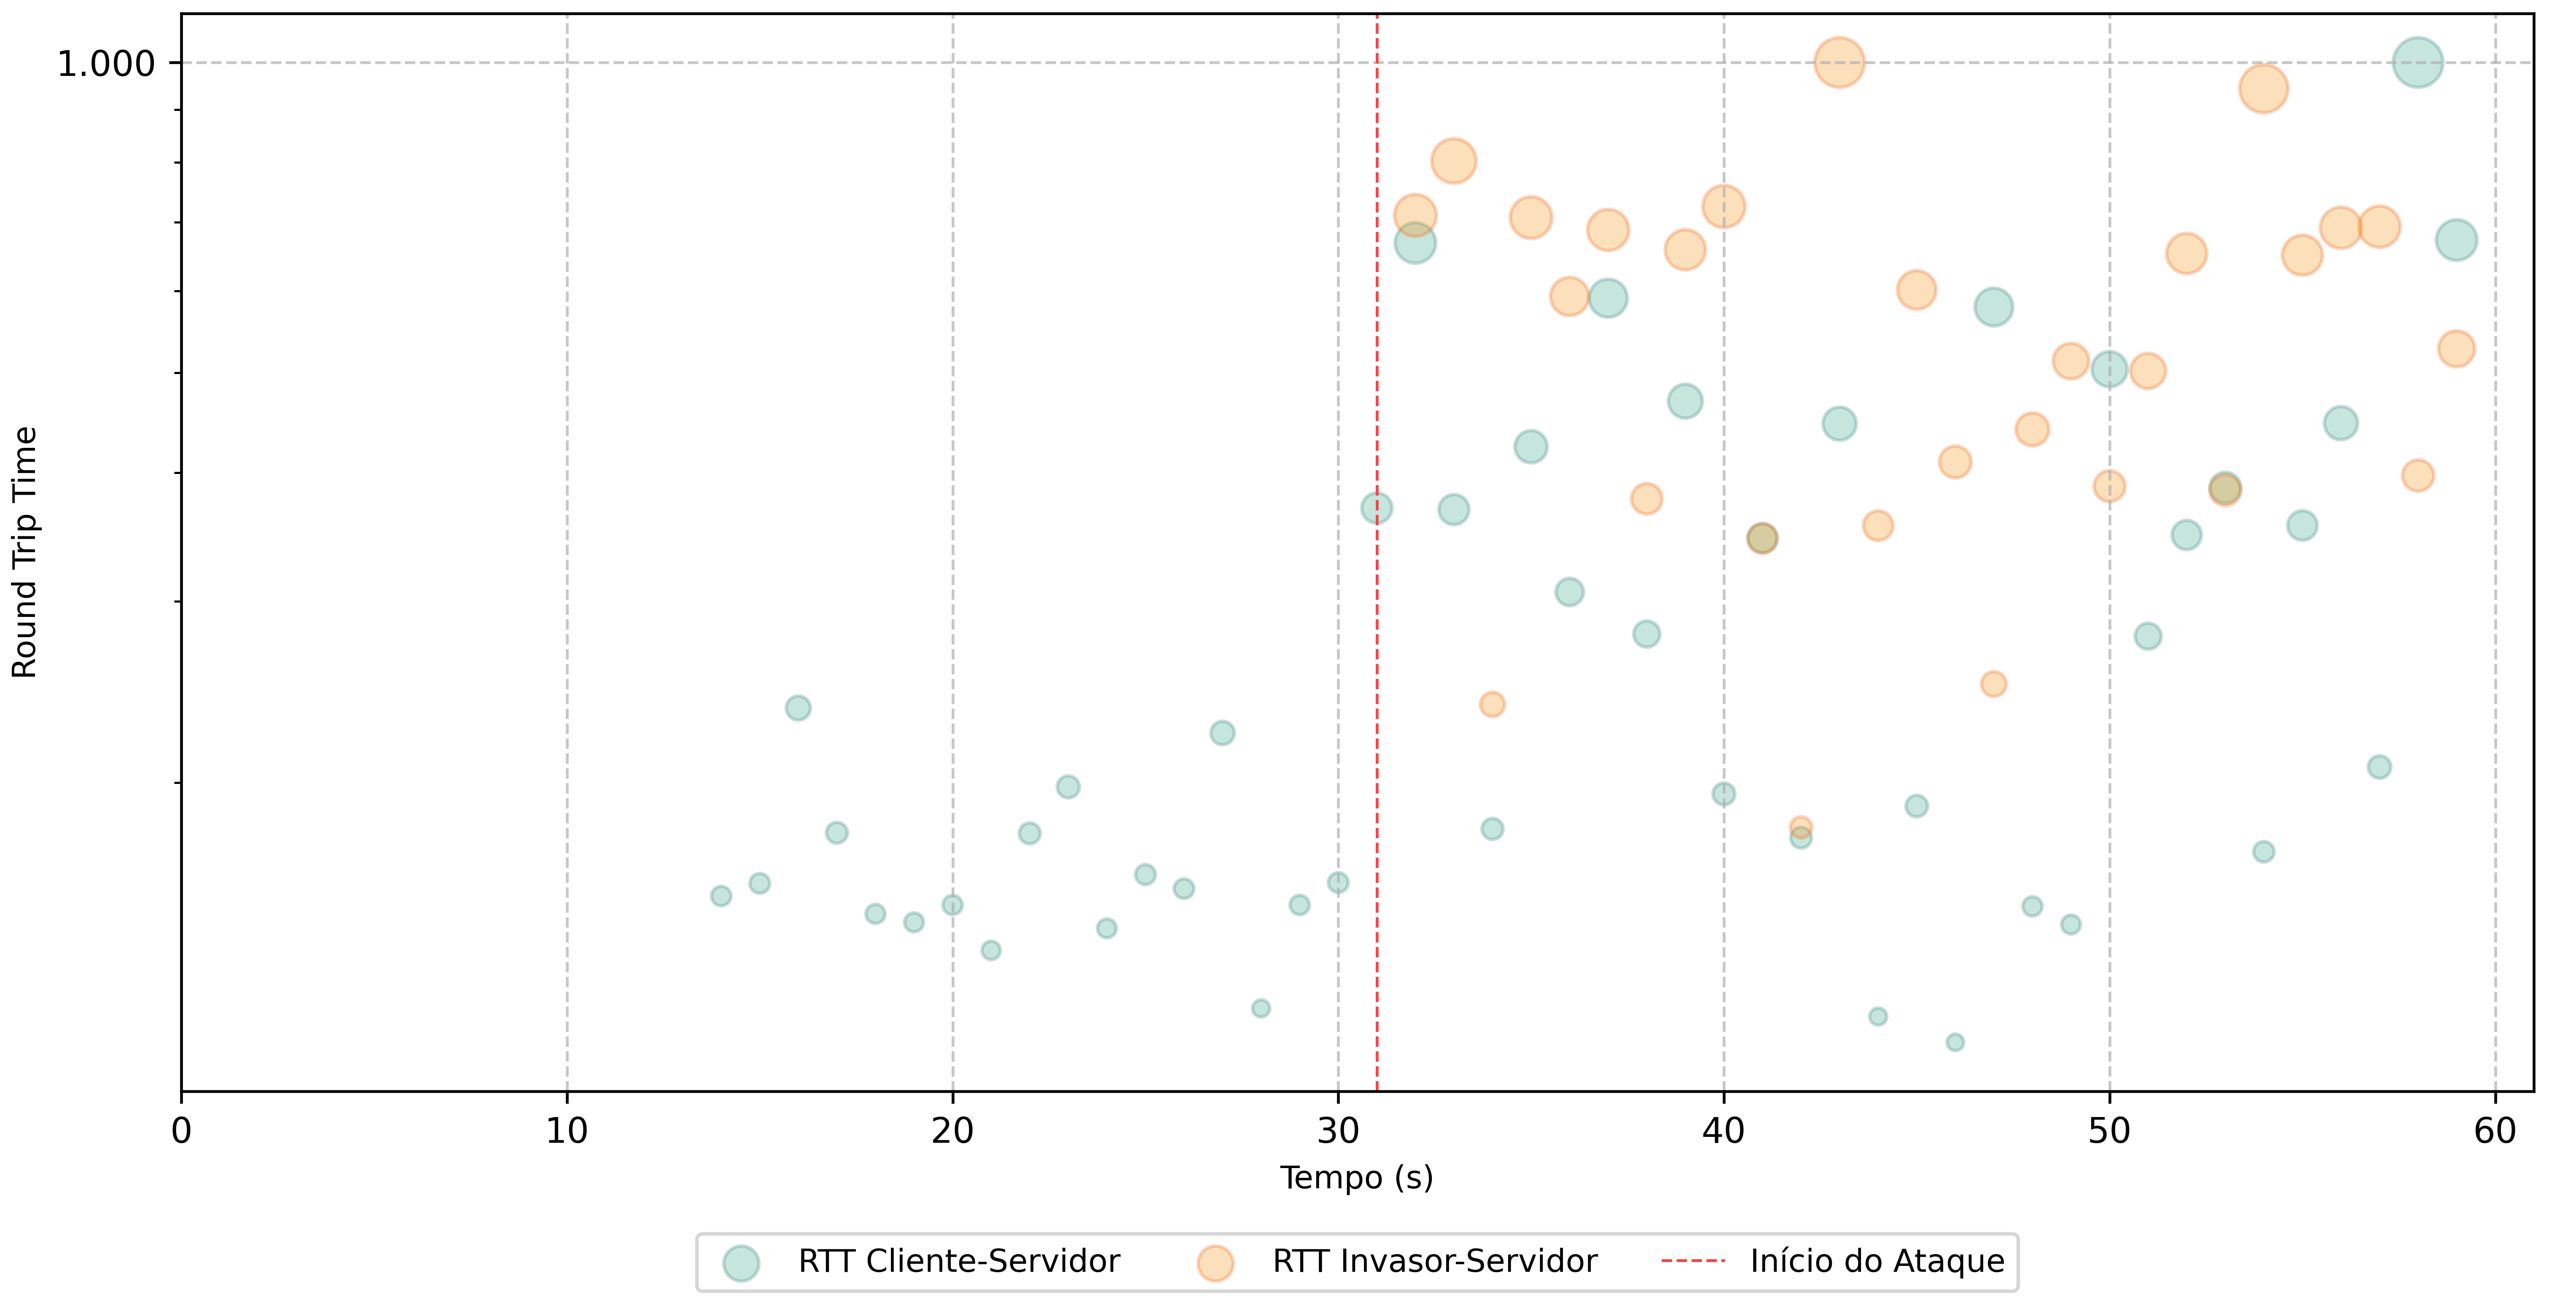 1.000
Round Trip Time
0 10 20 30 40 50 60
Tempo (s)
RTT Cliente-Servidor RTT Invasor-Servidor Início do Ataque